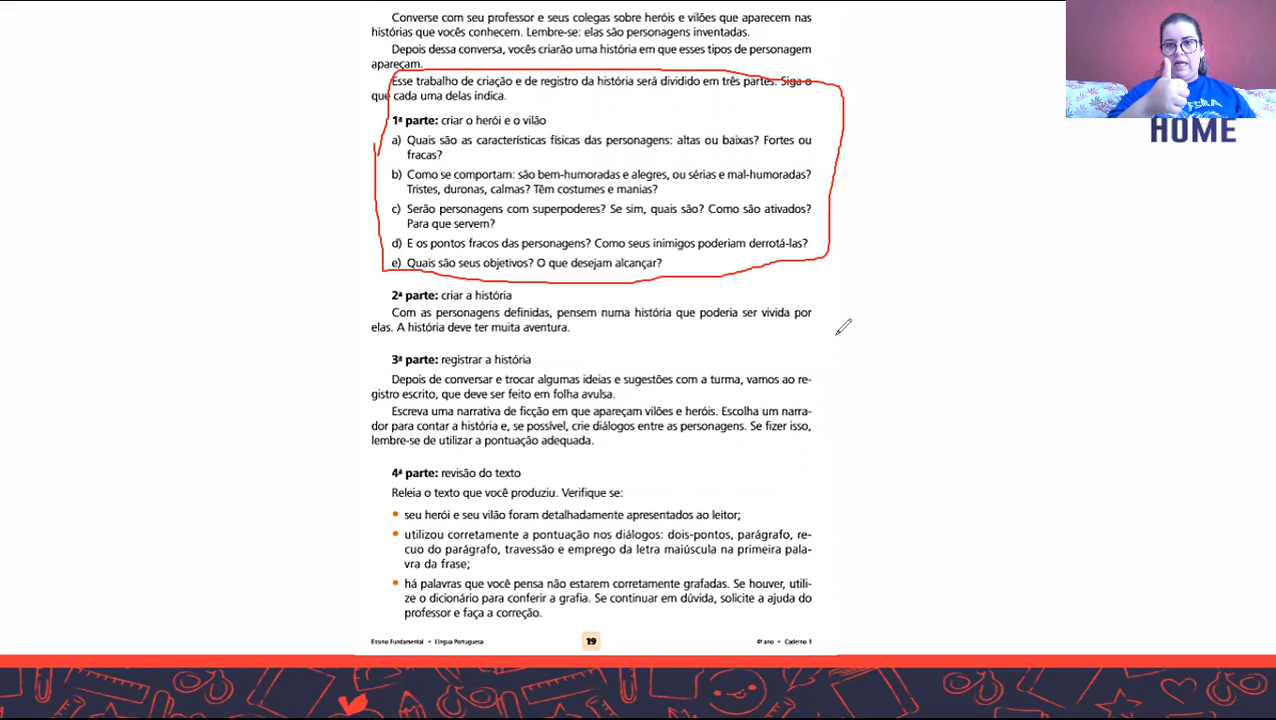 Converse com seu professor e seus colegas sobre heróis e vilões que aparecem nas
histórias que vocês conhecem. Lembre-se: elas são personagens inventadas.
Depois dessa conversa, vocês criarão uma história em que esses tipos de personagem
apareçam.
Esse trabalho de criação e de registro da história será dividido em três partes. Siga o
que cada uma delas indica.
1ª parte: criar o herói e o vilão
a) Quais são as características físicas das personagens: altas ou baixas? Fortes ou
fracas?
b) Como se comportam: são bem-humoradas e alegres, ou sérias e mal-humoradas?
Tristes, duronas, calmas? Têm costumes e manias?
c) Serão personagens com superpoderes? Se sim, quais são? Como são ativados?
Para que servem?
d) E os pontos fracos das personagens? Como seus inimigos poderiam derrotá-las?
e) Quais são seus objetivos? O que desejam alcançar?
2ª parte: criar a história
Com as personagens definidas, pensem numa história que poderia ser vivida por
elas. A história deve ter muita aventura.
3ª parte: registrar a história
Depois de conversar e trocar algumas ideias e sugestões com a turma, vamos ao re-
gistro escrito, que deve ser feito em folha avulsa.
Escreva uma narrativa de ficção em que apareçam vilões e heróis. Escolha um narra-
dor para contar a história e, se possível, crie diálogos entre as personagens. Se fizer isso,
lembre-se de utilizar a pontuação adequada.
4ª parte: revisão do texto
Releia o texto que você produziu. Verifique se:
• seu herói e seu vilão foram detalhadamente apresentados ao leitor;
• utilizou corretamente a pontuação nos diálogos: dois-pontos, parágrafo, re-
cuo do parágrafo, travessão e emprego da letra maiúscula na primeira pala-
vra da frase;
• há palavras que você pensa não estarem corretamente grafadas. Se houver, utili-
ze o dicionário para conferir a grafia. Se continuar em dúvida, solicite a ajuda do
professor e faça a correção.
Ensino Fundamental • Língua Portuguesa
19
4º ano • Caderno 1
HOME